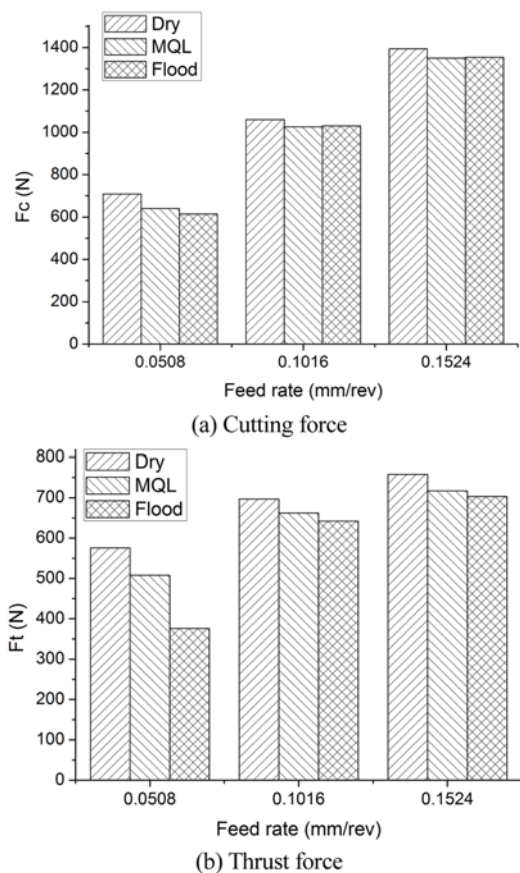 Dry
MQL
Flood
1400
1200
1000
800
600
400
200
0
Fc (N)
0.0508 0.1016 0.1524
Feed rate (mm/rev)
(a) Cutting force
Dry
MQL
Flood
800
700
600
500
400
300
200
100
0
Ft (N)
0.0508 0.1016 0.1524
Feed rate (mm/rev)
(b) Thrust force